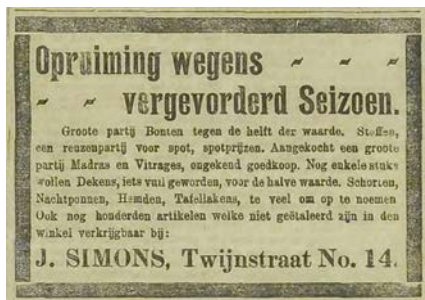 Opruiming wegens
vergevorderd Seizoen.
Groote partij Bonten tegen de helft der waarde. Stoffen,
een reuzenpartij voor spot, spotprijzen. Aangekocht een groote
partij Madras en Vitrages, ongekend goedkoop. Nog enkele stuks
wollen Dekens, iets vuil geworden, voor de halve waarde. Schorten,
Nachtponnen, Hemden, Tafellakens, te veel om op te noemen
Ook nog honderden artikelen welke niet geëtaleerd zijn in den
winkel verkrijgbaar bij:
J. SIMONS, Twijnstraat No. 14.